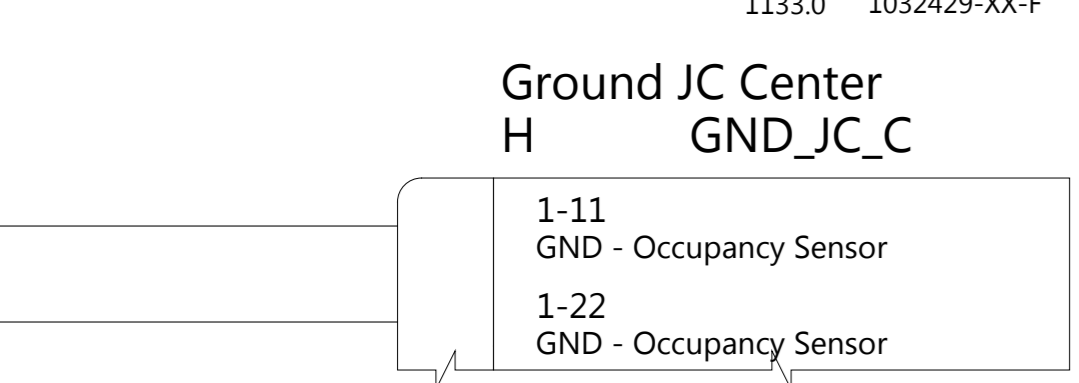 1133.0 1032429-XX-F
Ground JC Center
H GND_JC_C
1-11
GND - Occupancy Sensor
1-22
GND - Occupancy Sensor